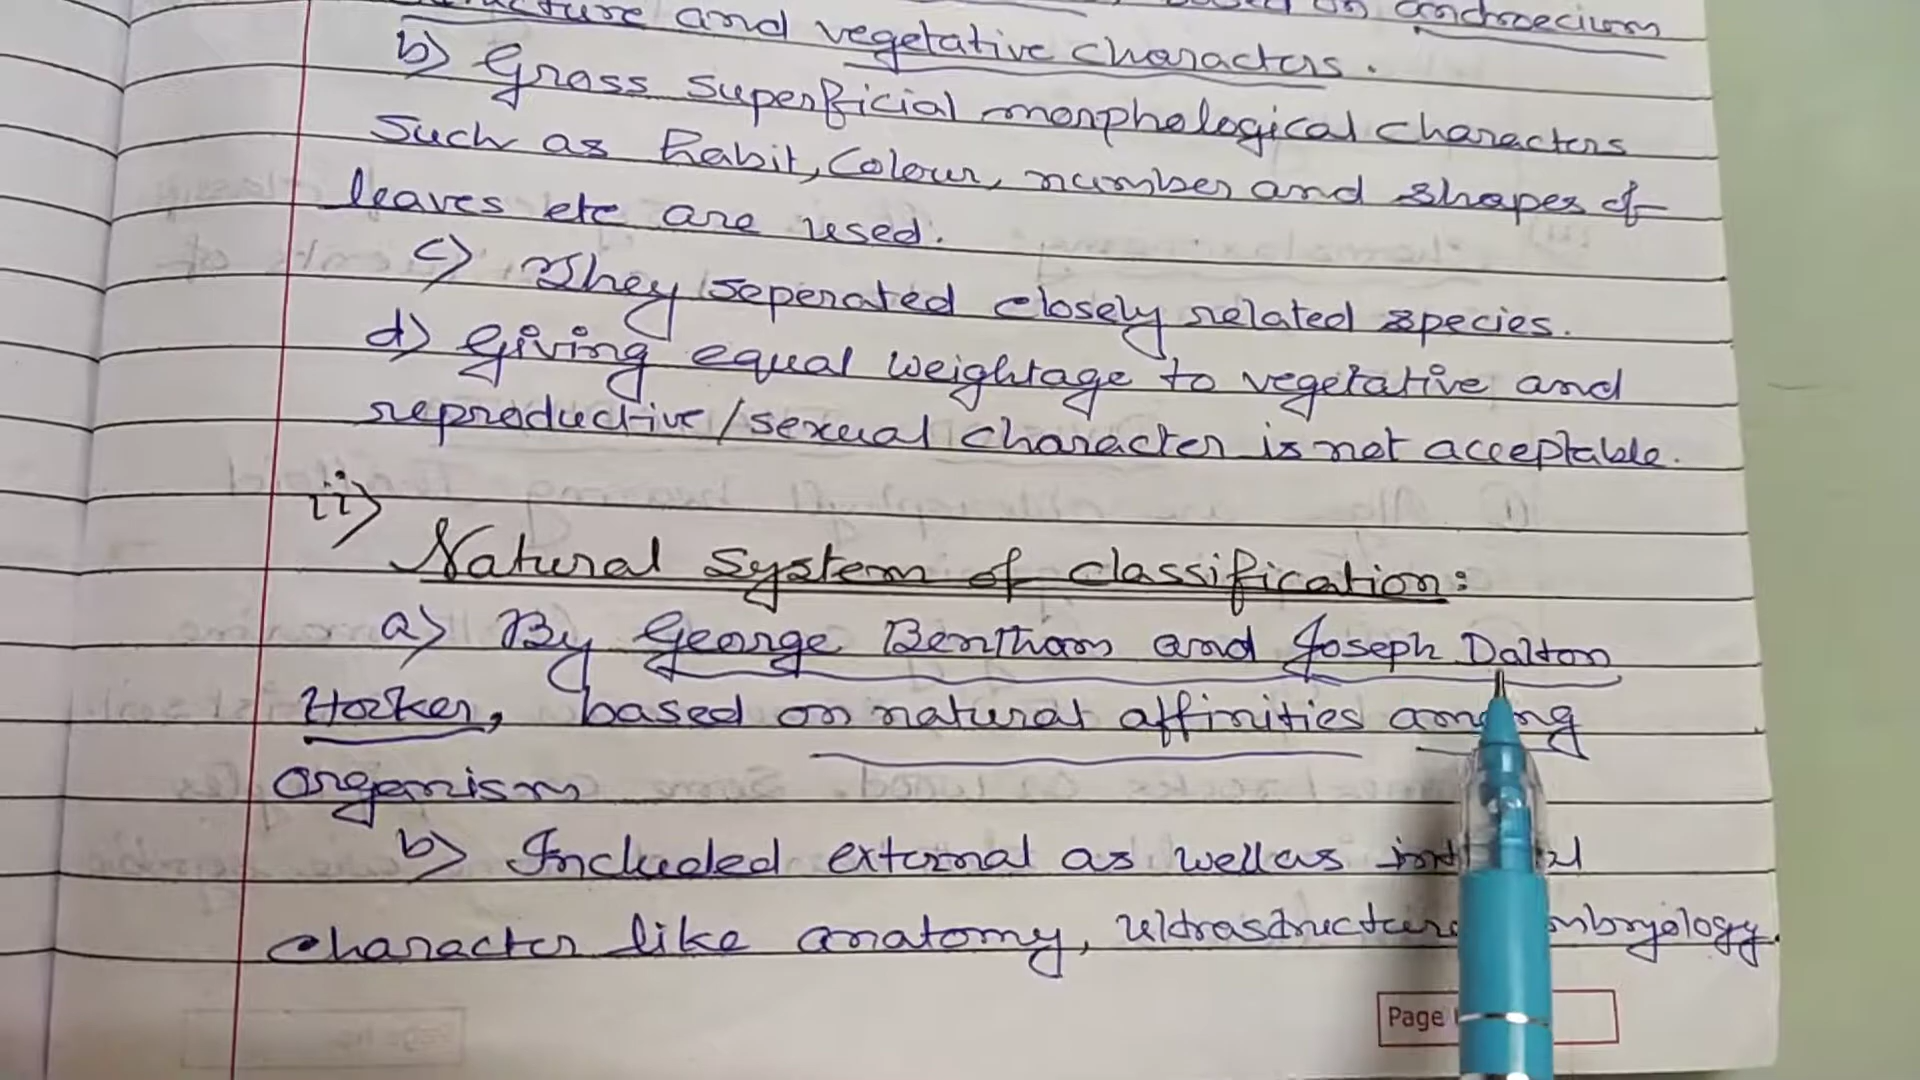 and vegetative characters.
b) Gross superficial morphological characters
Such as habit, Colour, number and shapes of
leaves etc are used.
c) They seperated closely related species.
d) Giving equal weightage to vegetative and
reproductive/sexual character is not acceptable.
ii)
Natural System of classification:
a) By George Bentham and Joseph Dalton
Hooker, based on natural affinities among
organism
b) Included external as well as
character like anatomy,
Page